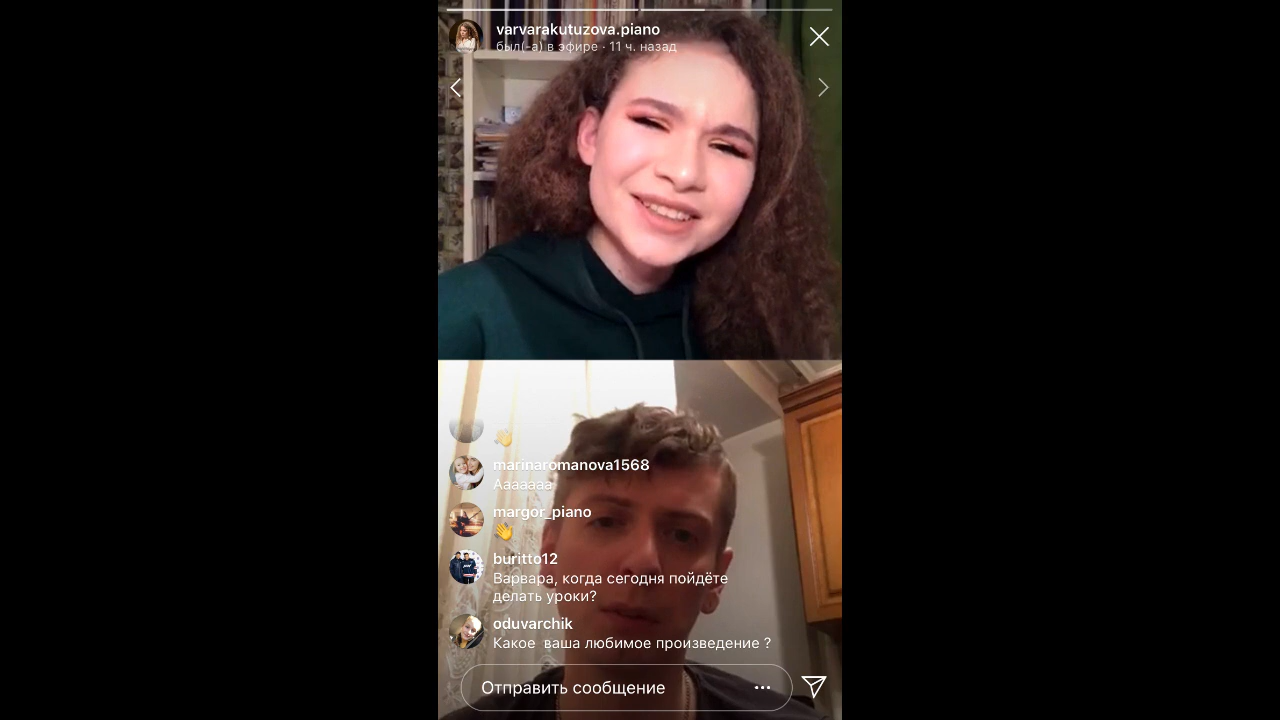 varvarakutuzova.piano
был(-а) в эфире · 11 ч. назад
marinaromanova1568
Ааааааа
margor_piano
buritto12
Варвара, когда сегодня пойдёте
делать уроки?
oduvarchik
Какое ваша любимое произведение ?
Отправить сообщение